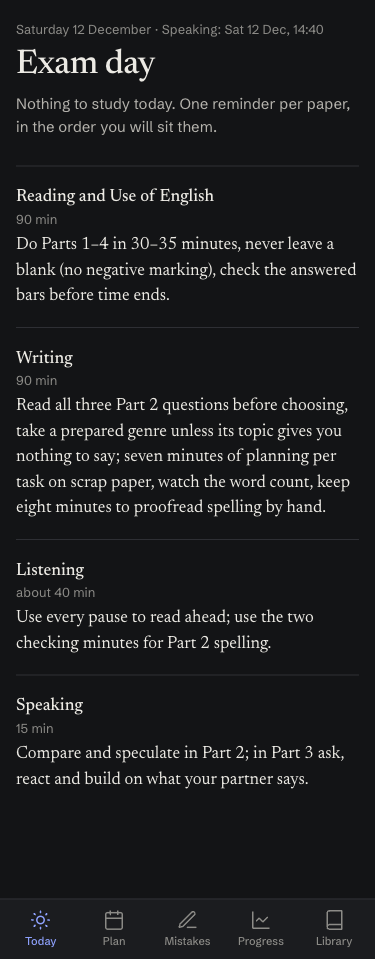 Saturday 12 December · Speaking: Sat 12 Dec, 14:40
Exam day
Nothing to study today. One reminder per paper,
in the order you will sit them.
Reading and Use of English
90 min
Do Parts 1–4 in 30–35 minutes, never leave a
blank (no negative marking), check the answered
bars before time ends.
Writing
90 min
Read all three Part 2 questions before choosing,
take a prepared genre unless its topic gives you
nothing to say; seven minutes of planning per
task on scrap paper, watch the word count, keep
eight minutes to proofread spelling by hand.
Listening
about 40 min
Use every pause to read ahead; use the two
checking minutes for Part 2 spelling.
Speaking
15 min
Compare and speculate in Part 2; in Part 3 ask,
react and build on what your partner says.
Today
Plan
Mistakes
Progress
Library